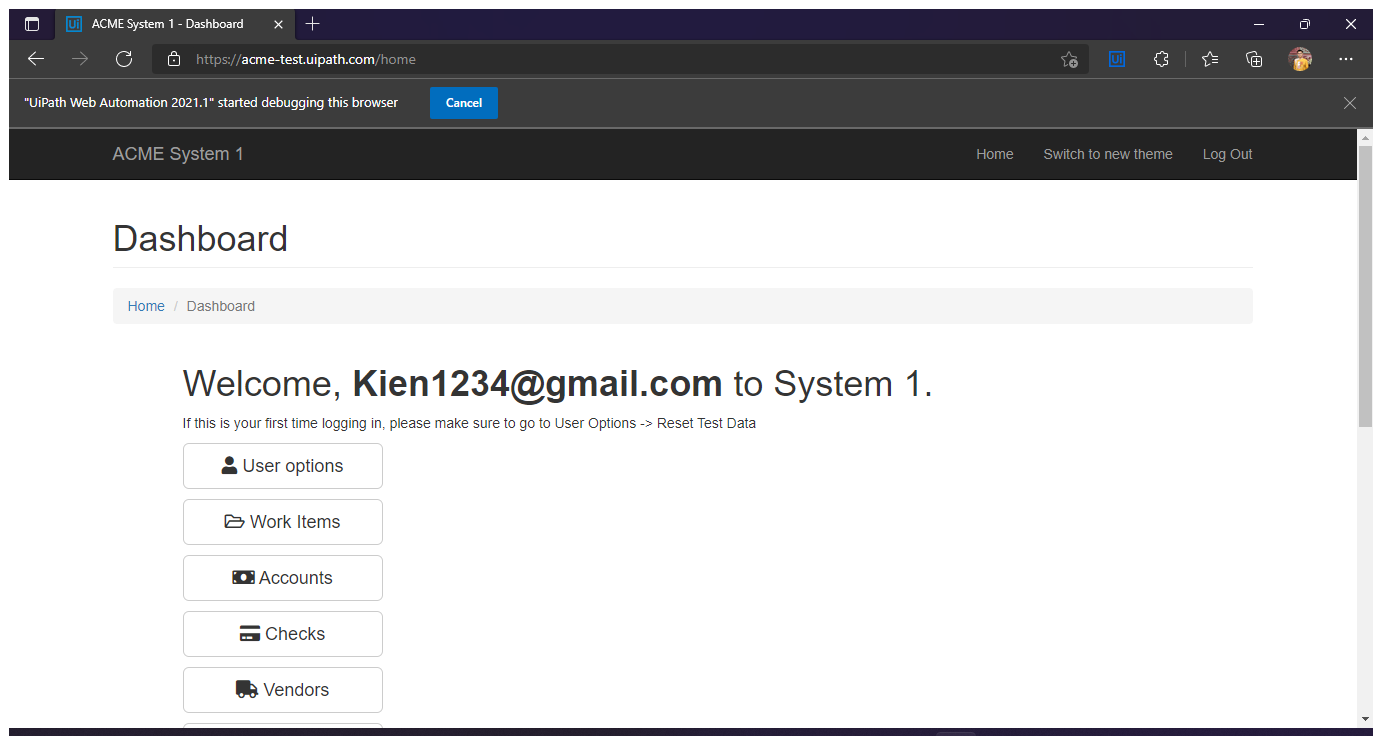 Ui ACME System 1 - Dashboard
https://acme-test.uipath.com/home
Ui
"UiPath Web Automation 2021.1" started debugging this browser Cancel
ACME System 1 Home Switch to new theme Log Out
Dashboard
Home / Dashboard
Welcome, Kien1234@gmail.com to System 1.
If this is your first time logging in, please make sure to go to User Options -> Reset Test Data
User options
Work Items
Accounts
Checks
Vendors